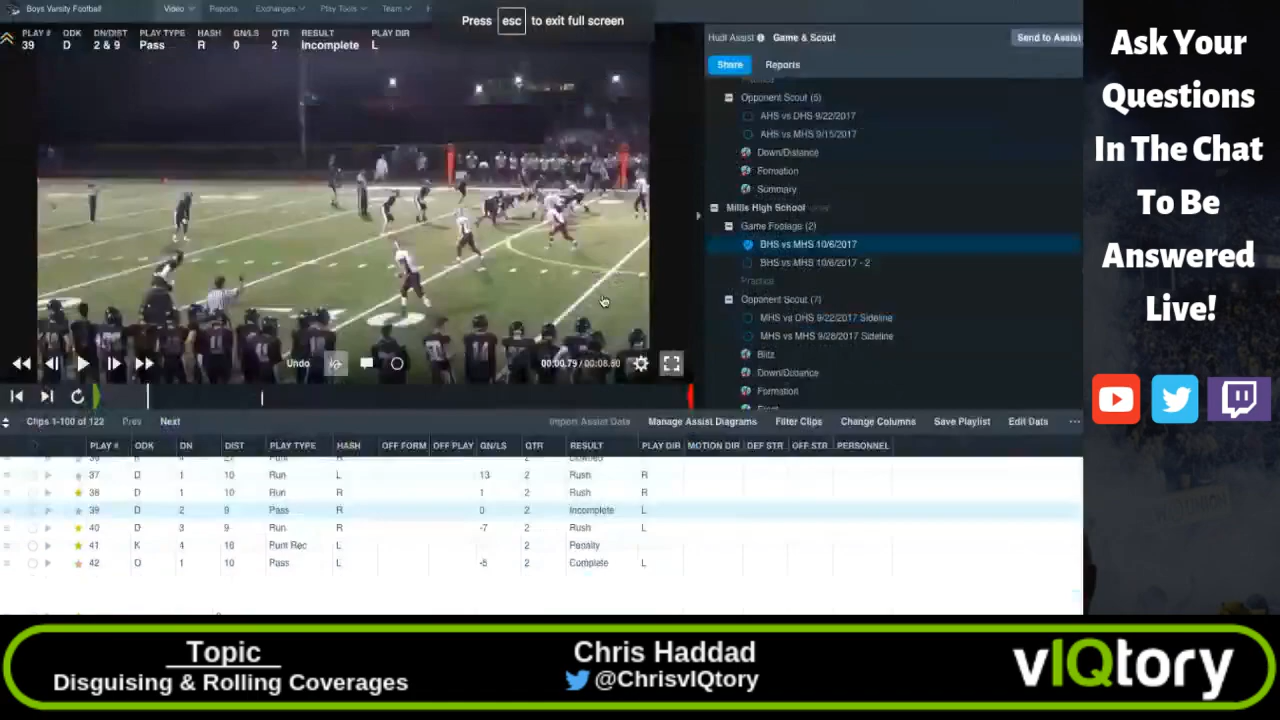 Boys Varsity Football Video Reports Exchanges Play Tools Team
Press esc to exit full screen
PLAY # ODK DN/DIST PLAY TYPE HASH GN/LS QTR RESULT PLAY DIR
39 D 2 & 9 Pass R 0 2 Incomplete L
Hudl Assist Game & Scout Send to Assist
Share Reports
Opponent Scout (5)
AHS vs DHS 9/22/2017
AHS vs MHS 9/15/2017
Down/Distance
Formation
Summary
Millis High School
Game Footage (2)
BHS vs MHS 10/6/2017
BHS vs MHS 10/6/2017 - 2
Practice
Opponent Scout (7)
MHS vs DHS 9/22/2017 Sideline
MHS vs MHS 9/28/2017 Sideline
Blitz
Down/Distance
Formation
Front
Undo
00:00.79 / 00:08.80
Clips 1-100 of 122 Prev Next Import Assist Data Manage Assist Diagrams Filter Clips Change Columns Save Playlist Edit Data ...
PLAY # ODK DN DIST PLAY TYPE HASH OFF FORM OFF PLAY GN/LS QTR RESULT PLAY DIR MOTION DIR DEF STR OFF STR PERSONNEL
37 D 1 10 Run L 13 2 Rush R
38 D 1 10 Run R 1 2 Rush R
39 D 2 9 Pass R 0 2 Incomplete L
40 D 3 9 Run R -7 2 Rush L
41 K 4 16 Punt Rec L 2 Penalty
42 O 1 10 Pass L -5 2 Complete L
Ask Your
Questions
In The Chat
To Be
Answered
Live!
Topic
Disguising & Rolling Coverages
Chris Haddad
@ChrisvIQtory
vIQtory